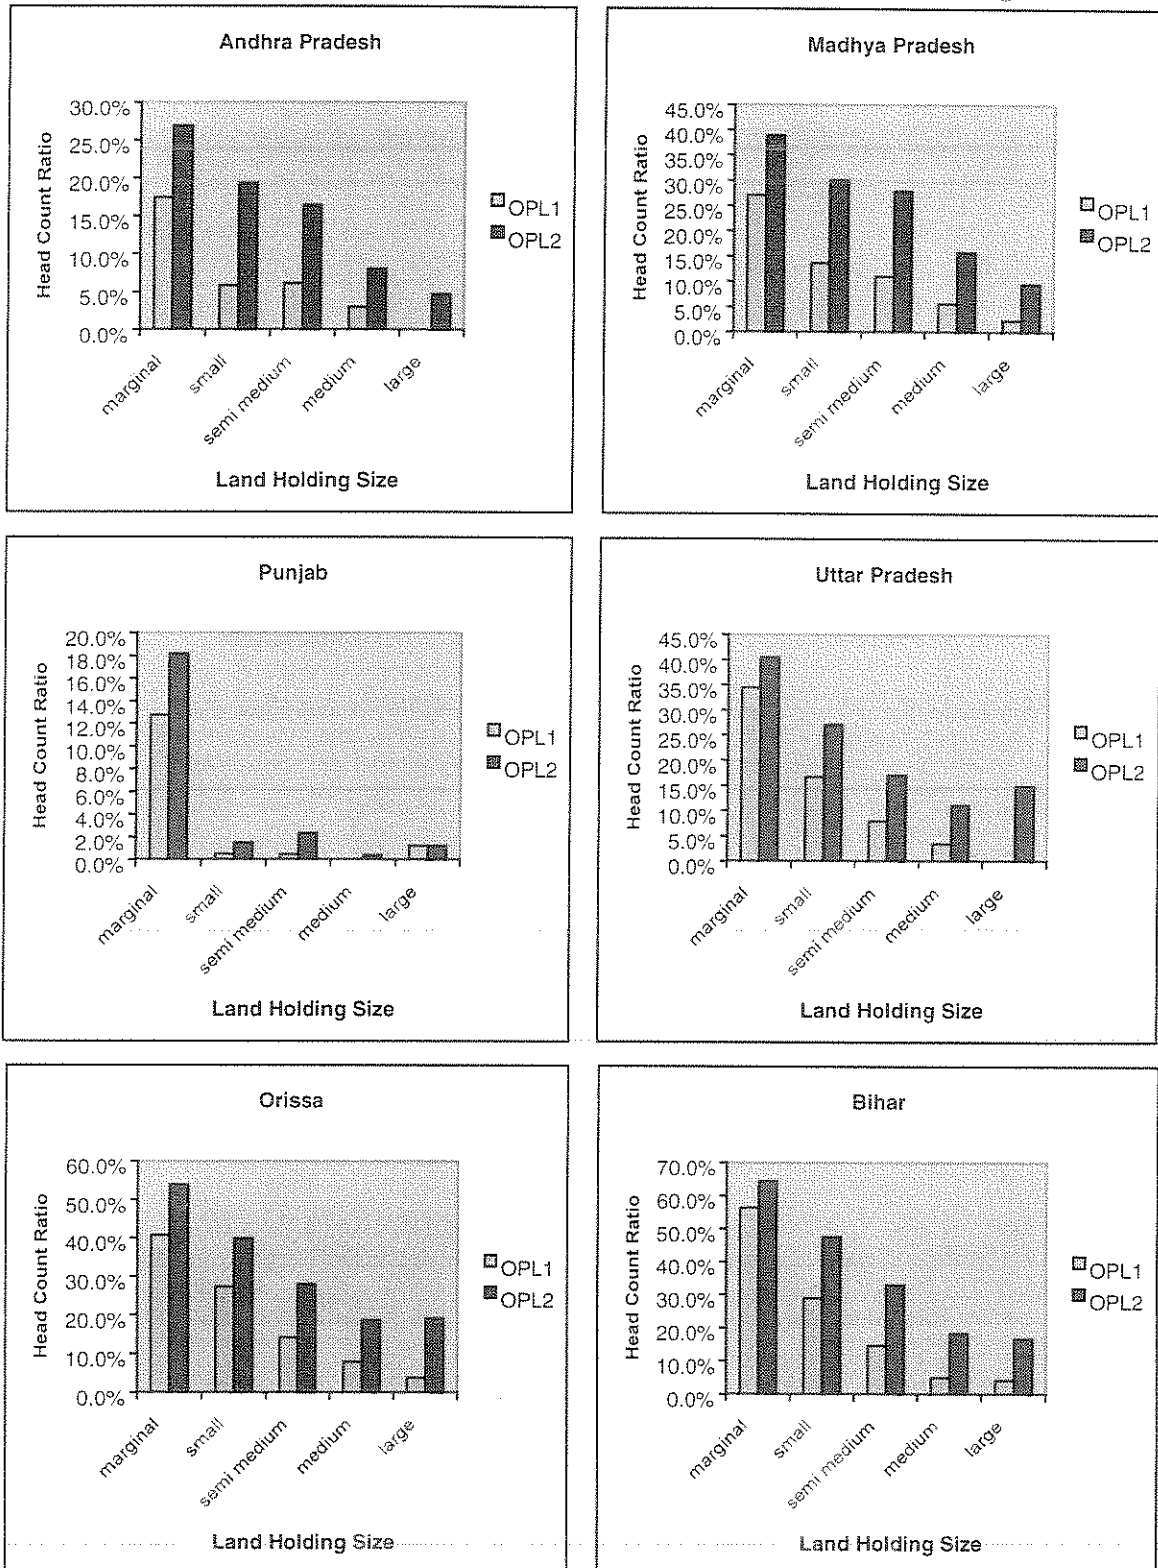 Andhra Pradesh
Head Count Ratio
30.0%
25.0%
20.0%
15.0%
10.0%
5.0%
0.0%
marginal
small
semi medium
medium
large
OPL1
OPL2
Land Holding Size
Madhya Pradesh
Head Count Ratio
45.0%
40.0%
35.0%
30.0%
25.0%
20.0%
15.0%
10.0%
5.0%
0.0%
marginal
small
semi medium
medium
large
OPL1
OPL2
Land Holding Size
Punjab
Head Count Ratio
20.0%
18.0%
16.0%
14.0%
12.0%
10.0%
8.0%
6.0%
4.0%
2.0%
0.0%
marginal
small
semi medium
medium
large
OPL1
OPL2
Land Holding Size
Uttar Pradesh
Head Count Ratio
45.0%
40.0%
35.0%
30.0%
25.0%
20.0%
15.0%
10.0%
5.0%
0.0%
marginal
small
semi medium
medium
large
OPL1
OPL2
Land Holding Size
Orissa
Head Count Ratio
60.0%
50.0%
40.0%
30.0%
20.0%
10.0%
0.0%
marginal
small
semi medium
medium
large
OPL1
OPL2
Land Holding Size
Bihar
Head Count Ratio
70.0%
60.0%
50.0%
40.0%
30.0%
20.0%
10.0%
0.0%
marginal
small
semi medium
medium
large
OPL1
OPL2
Land Holding Size